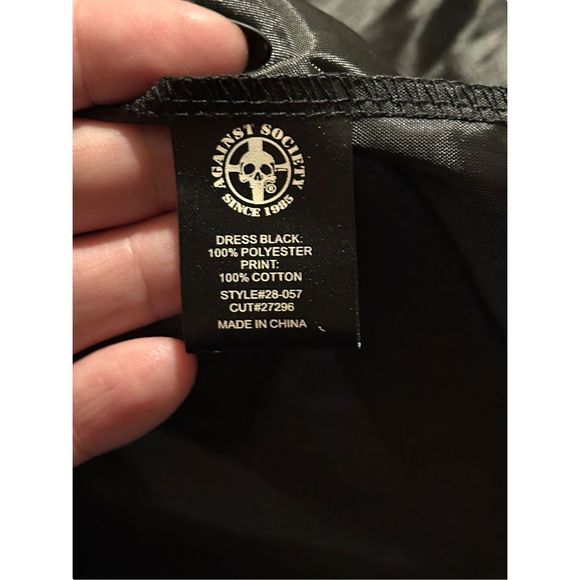 AGAINST SOCIETY
®
SINCE 1985
DRESS BLACK:
100% POLYESTER
PRINT:
100% COTTON
STYLE#28-057
CUT#27296
MADE IN CHINA